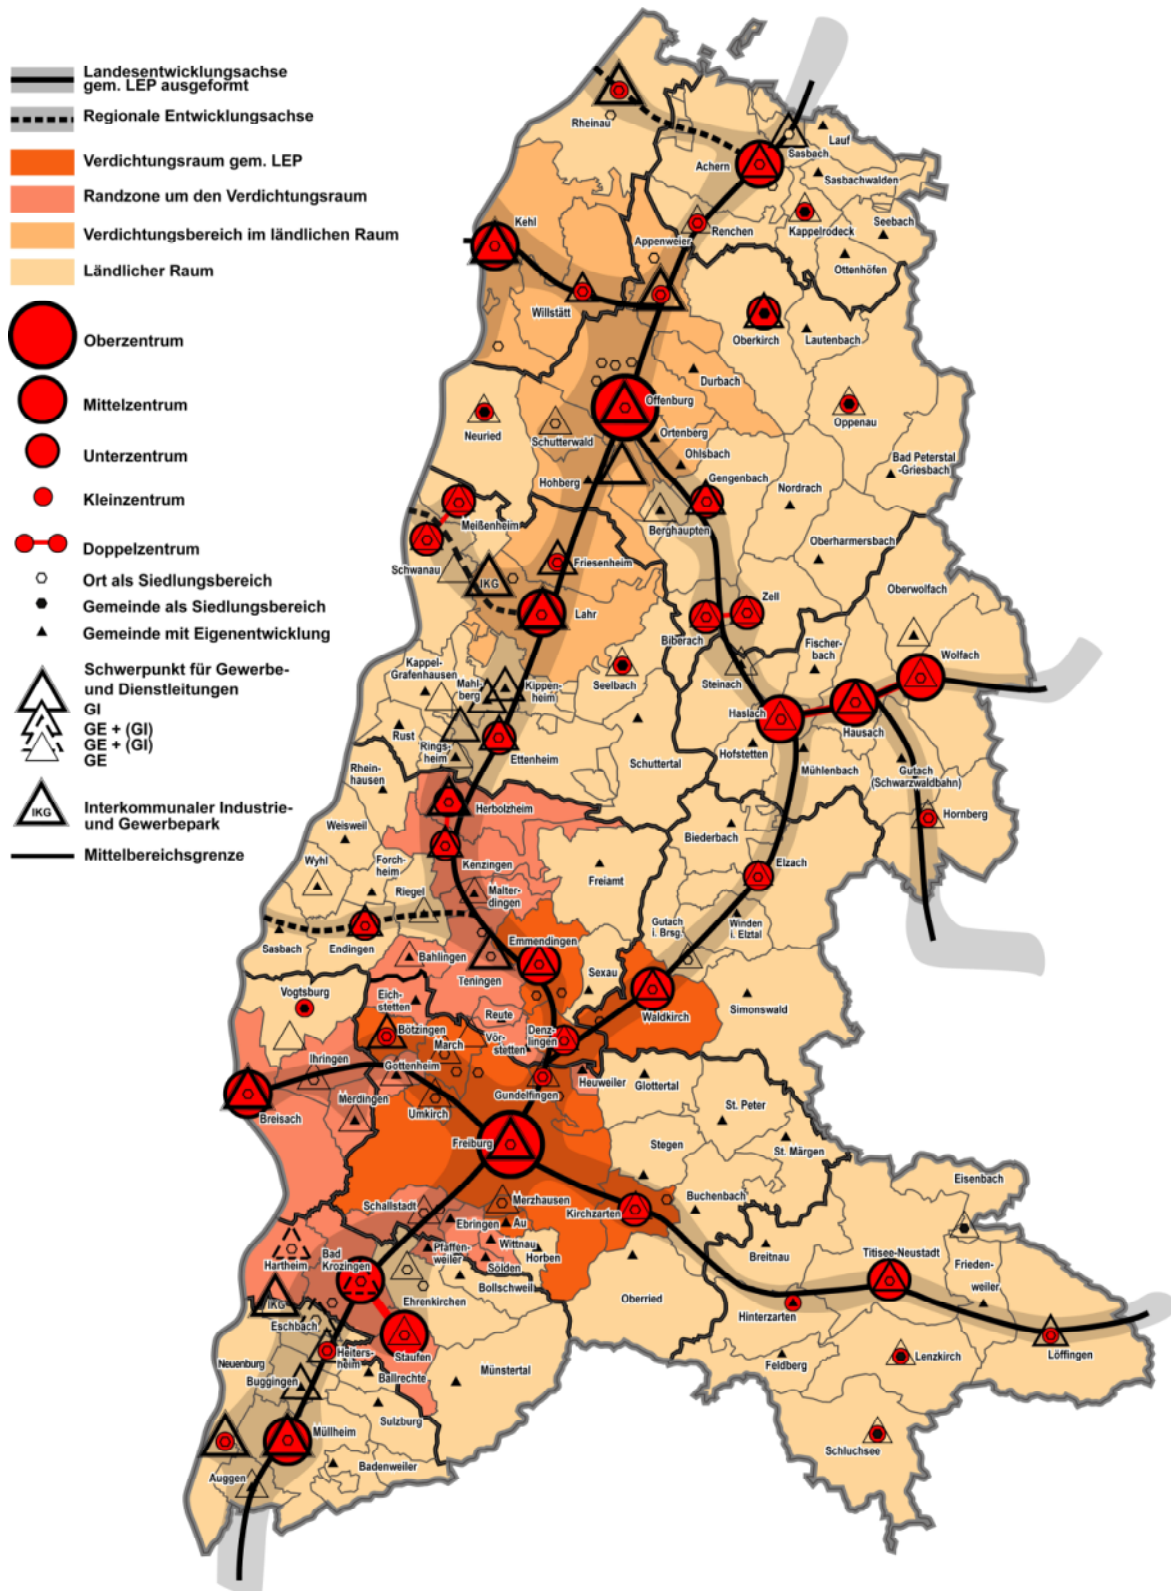 Landesentwicklungsachse
gem. LEP ausgeformt
Regionale Entwicklungsachse
Verdichtungsraum gem. LEP
Randzone um den Verdichtungsraum
Verdichtungsbereich im ländlichen Raum
Ländlicher Raum
Oberzentrum
Mittelzentrum
Unterzentrum
Kleinzentrum
Doppelzentrum
Ort als Siedlungsbereich
Gemeinde als Siedlungsbereich
Gemeinde mit Eigenentwicklung
Schwerpunkt für Gewerbe-
und Dienstleitungen
GI
GE + (GI)
GE + (GI)
GE
IKG
Interkommunaler Industrie-
und Gewerbepark
Mittelbereichsgrenze
Rheinau
Lauf
Sasbach
Achern
Sasbachwalden
Kehl
Renchen
Kappelrodeck
Seebach
Appenweier
Ottenhöfen
Willstätt
Oberkirch
Lautenbach
Durbach
Offenburg
Oppenau
Neuried
Schutterwald
Ortenberg
Ohlsbach
Bad Peterstal
-Griesbach
Hohberg
Gengenbach
Nordrach
Meißenheim
Berghaupten
Oberharmersbach
Schwanau
IKG
Friesenheim
Oberwolfach
Lahr
Zell
Biberach
Fischer-
bach
Wolfach
Kappel-
Grafenhausen
Mahl-
berg
Kippen-
heim
Seelbach
Steinach
Haslach
Hausach
Rust
Rings-
heim
Ettenheim
Schuttertal
Hofstetten
Mühlenbach
Gutach
(Schwarzwaldbahn)
Rhein-
hausen
Herbolzheim
Hornberg
Weisweil
Biederbach
Wyhl
Forch-
heim
Kenzingen
Elzach
Riegel
Malter-
dingen
Freiamt
Gutach
i. Brsg.
Winden
i. Elztal
Sasbach
Endingen
Emmendingen
Bahlingen
Teningen
Sexau
Vogtsburg
Eich-
stetten
Waldkirch
Simonswald
Reute
Bötzingen
March
Vör-
stetten
Denz-
lingen
Ihringen
Gottenheim
Heuweiler
Glottertal
Gundelfingen
Merdingen
Umkirch
St. Peter
Breisach
Freiburg
Stegen
St. Märgen
Eisenbach
Schallstadt
Merzhausen
Kirchzarten
Buchenbach
Ebringen
Au
Pfaffen-
weiler
Wittnau
Horben
Breitnau
Titisee-Neustadt
Hartheim
Bad
Krozingen
Sölden
Bollschweil
Frieden-
weiler
Ehrenkirchen
Oberried
Hinterzarten
IKG
Eschbach
Staufen
Löffingen
Neuenburg
Heiters-
heim
Feldberg
Lenzkirch
Buggingen
Ballrechte
Münstertal
Sulzburg
Müllheim
Schluchsee
Auggen
Badenweiler